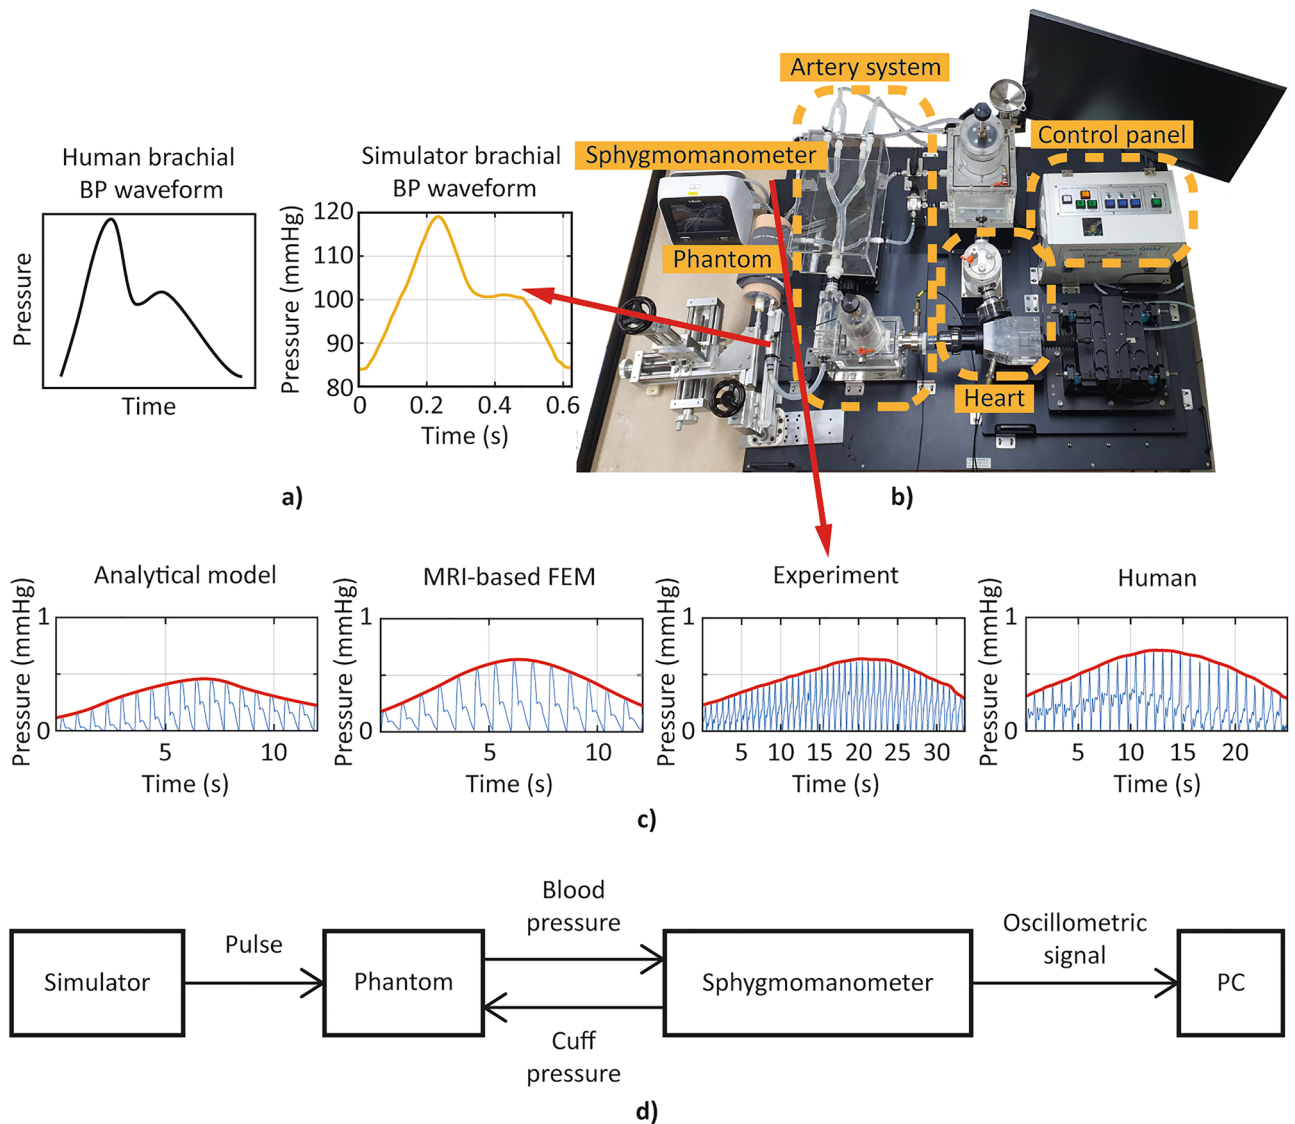 Human brachial
BP waveform
Pressure
Time
Simulator brachial
BP waveform
Pressure (mmHg)
120
110
100
90
80
0
0.2
0.4
0.6
Time (s)
a)
Artery system
Sphygmomanometer
Control panel
Phantom
Heart
b)
Analytical model
Pressure (mmHg)
1
0
5
10
Time (s)
MRI-based FEM
Pressure (mmHg)
1
0
5
10
Time (s)
Experiment
Pressure (mmHg)
1
0
5
10
15
20
25
30
Time (s)
Human
Pressure (mmHg)
1
0
5
10
15
20
Time (s)
c)
Simulator
Pulse
Phantom
Blood
pressure
Cuff
pressure
Sphygmomanometer
Oscillometric
signal
PC
d)